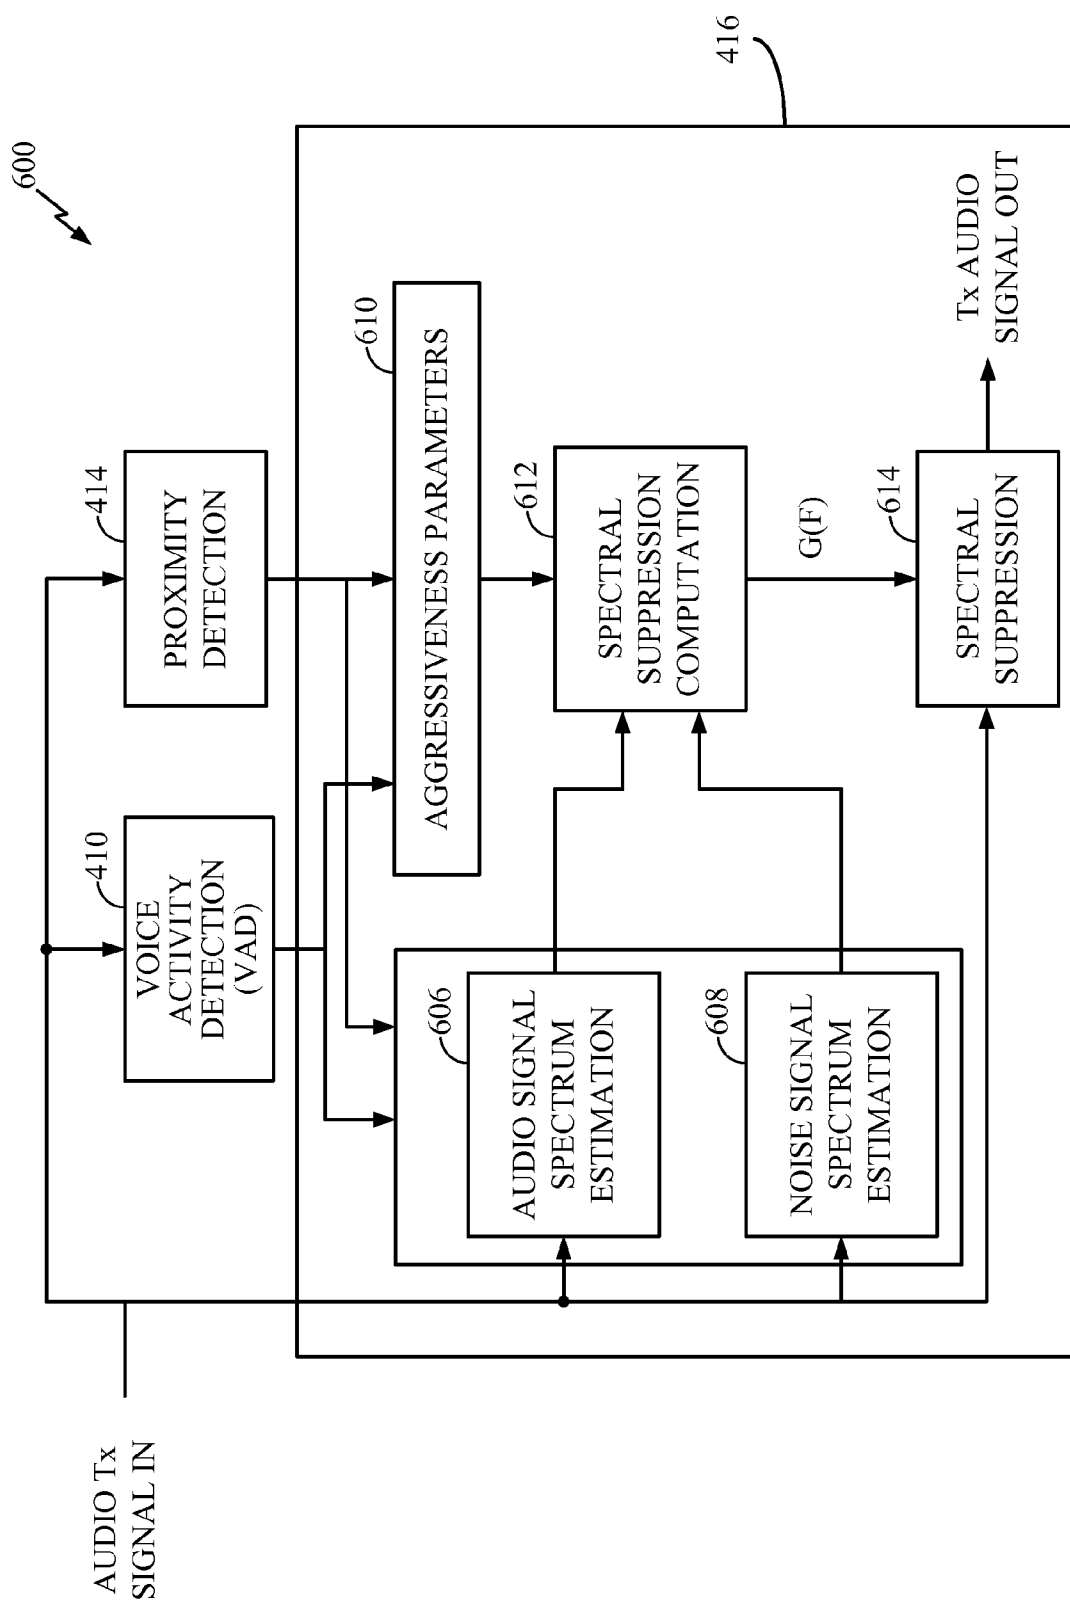 600
416
AUDIO Tx
SIGNAL IN
410
VOICE
ACTIVITY
DETECTION
(VAD)
414
PROXIMITY
DETECTION
610
AGGRESSIVENESS PARAMETERS
606
AUDIO SIGNAL
SPECTRUM
ESTIMATION
608
NOISE SIGNAL
SPECTRUM
ESTIMATION
612
SPECTRAL
SUPPRESSION
COMPUTATION
G(F)
614
SPECTRAL
SUPPRESSION
Tx AUDIO
SIGNAL OUT